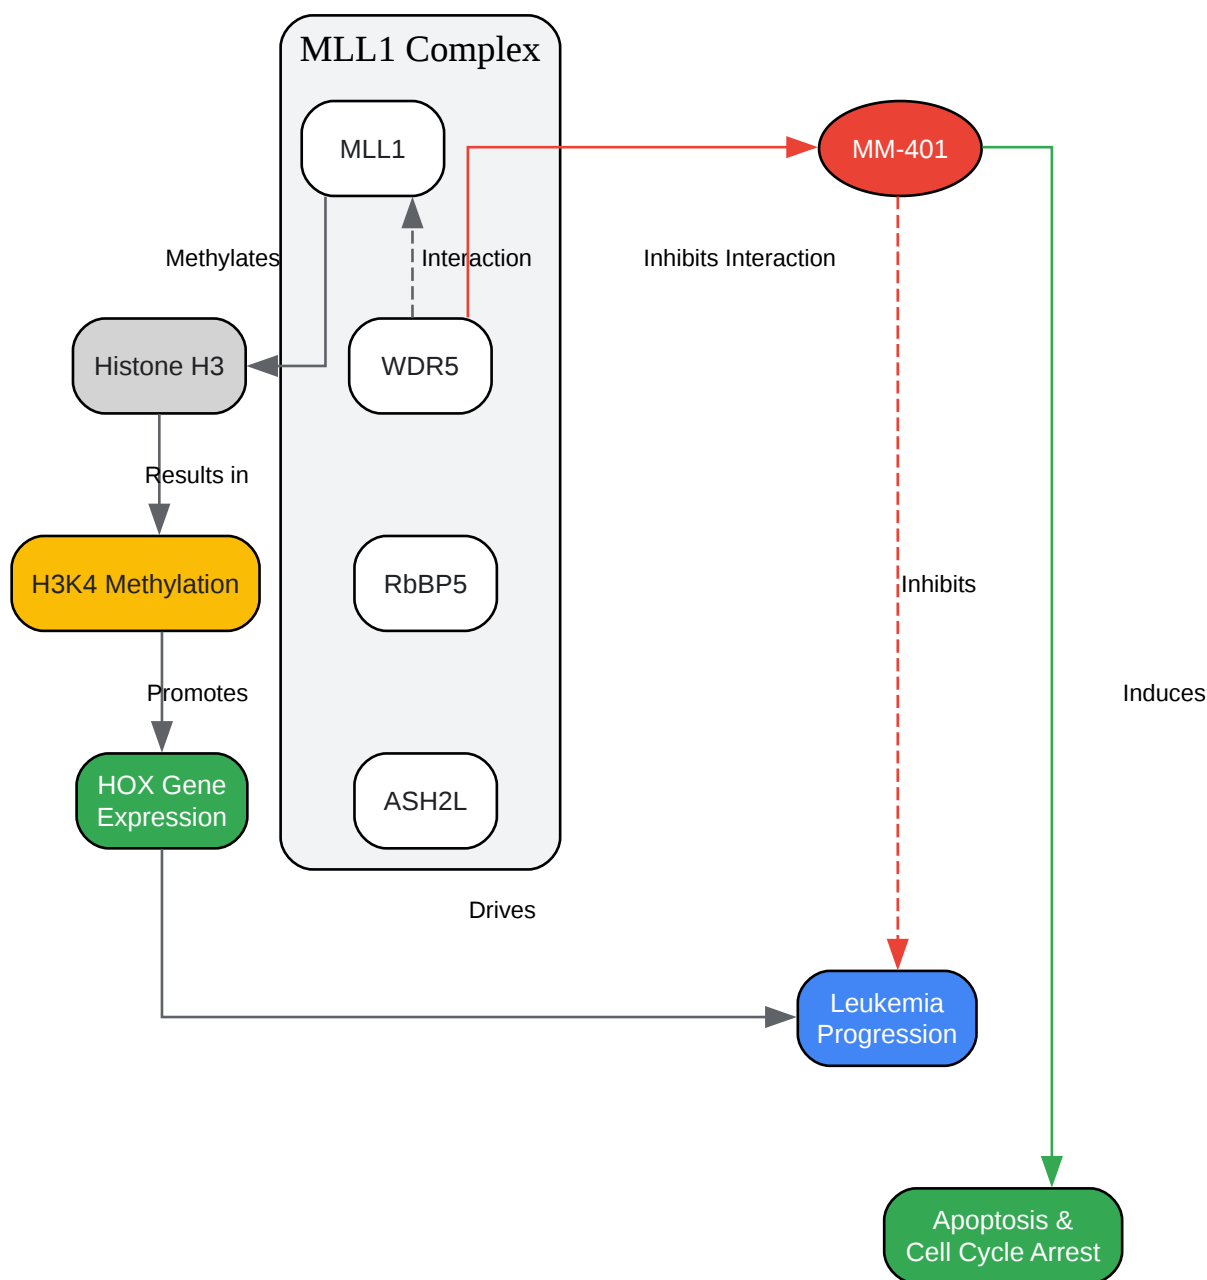 MLL1 Complex
MLL1
MM-401
Methylates
Interaction
Inhibits Interaction
Histone H3
WDR5
Results in
H3K4 Methylation
RbBP5
Inhibits
Promotes
Induces
HOX Gene
Expression
ASH2L
Drives
Leukemia
Progression
Apoptosis &
Cell Cycle Arrest